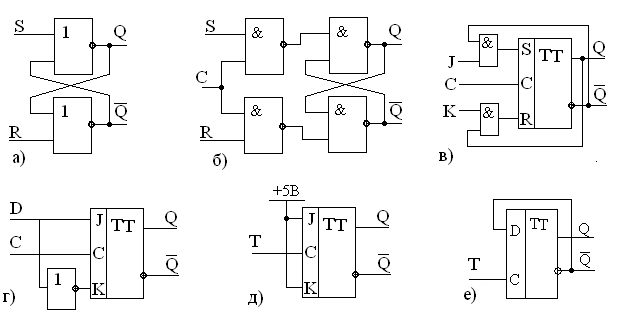 S 1 Q
1 Q̅
R
а)
S & & Q
C
& & Q̅
R
б)
& S TT Q
J
C C
K & R Q̅
в)
D J TT Q
C C
1 K Q̅
г)
+5В
J TT Q
T C
K Q̅
д)
D TT Q
T C Q̅
е)